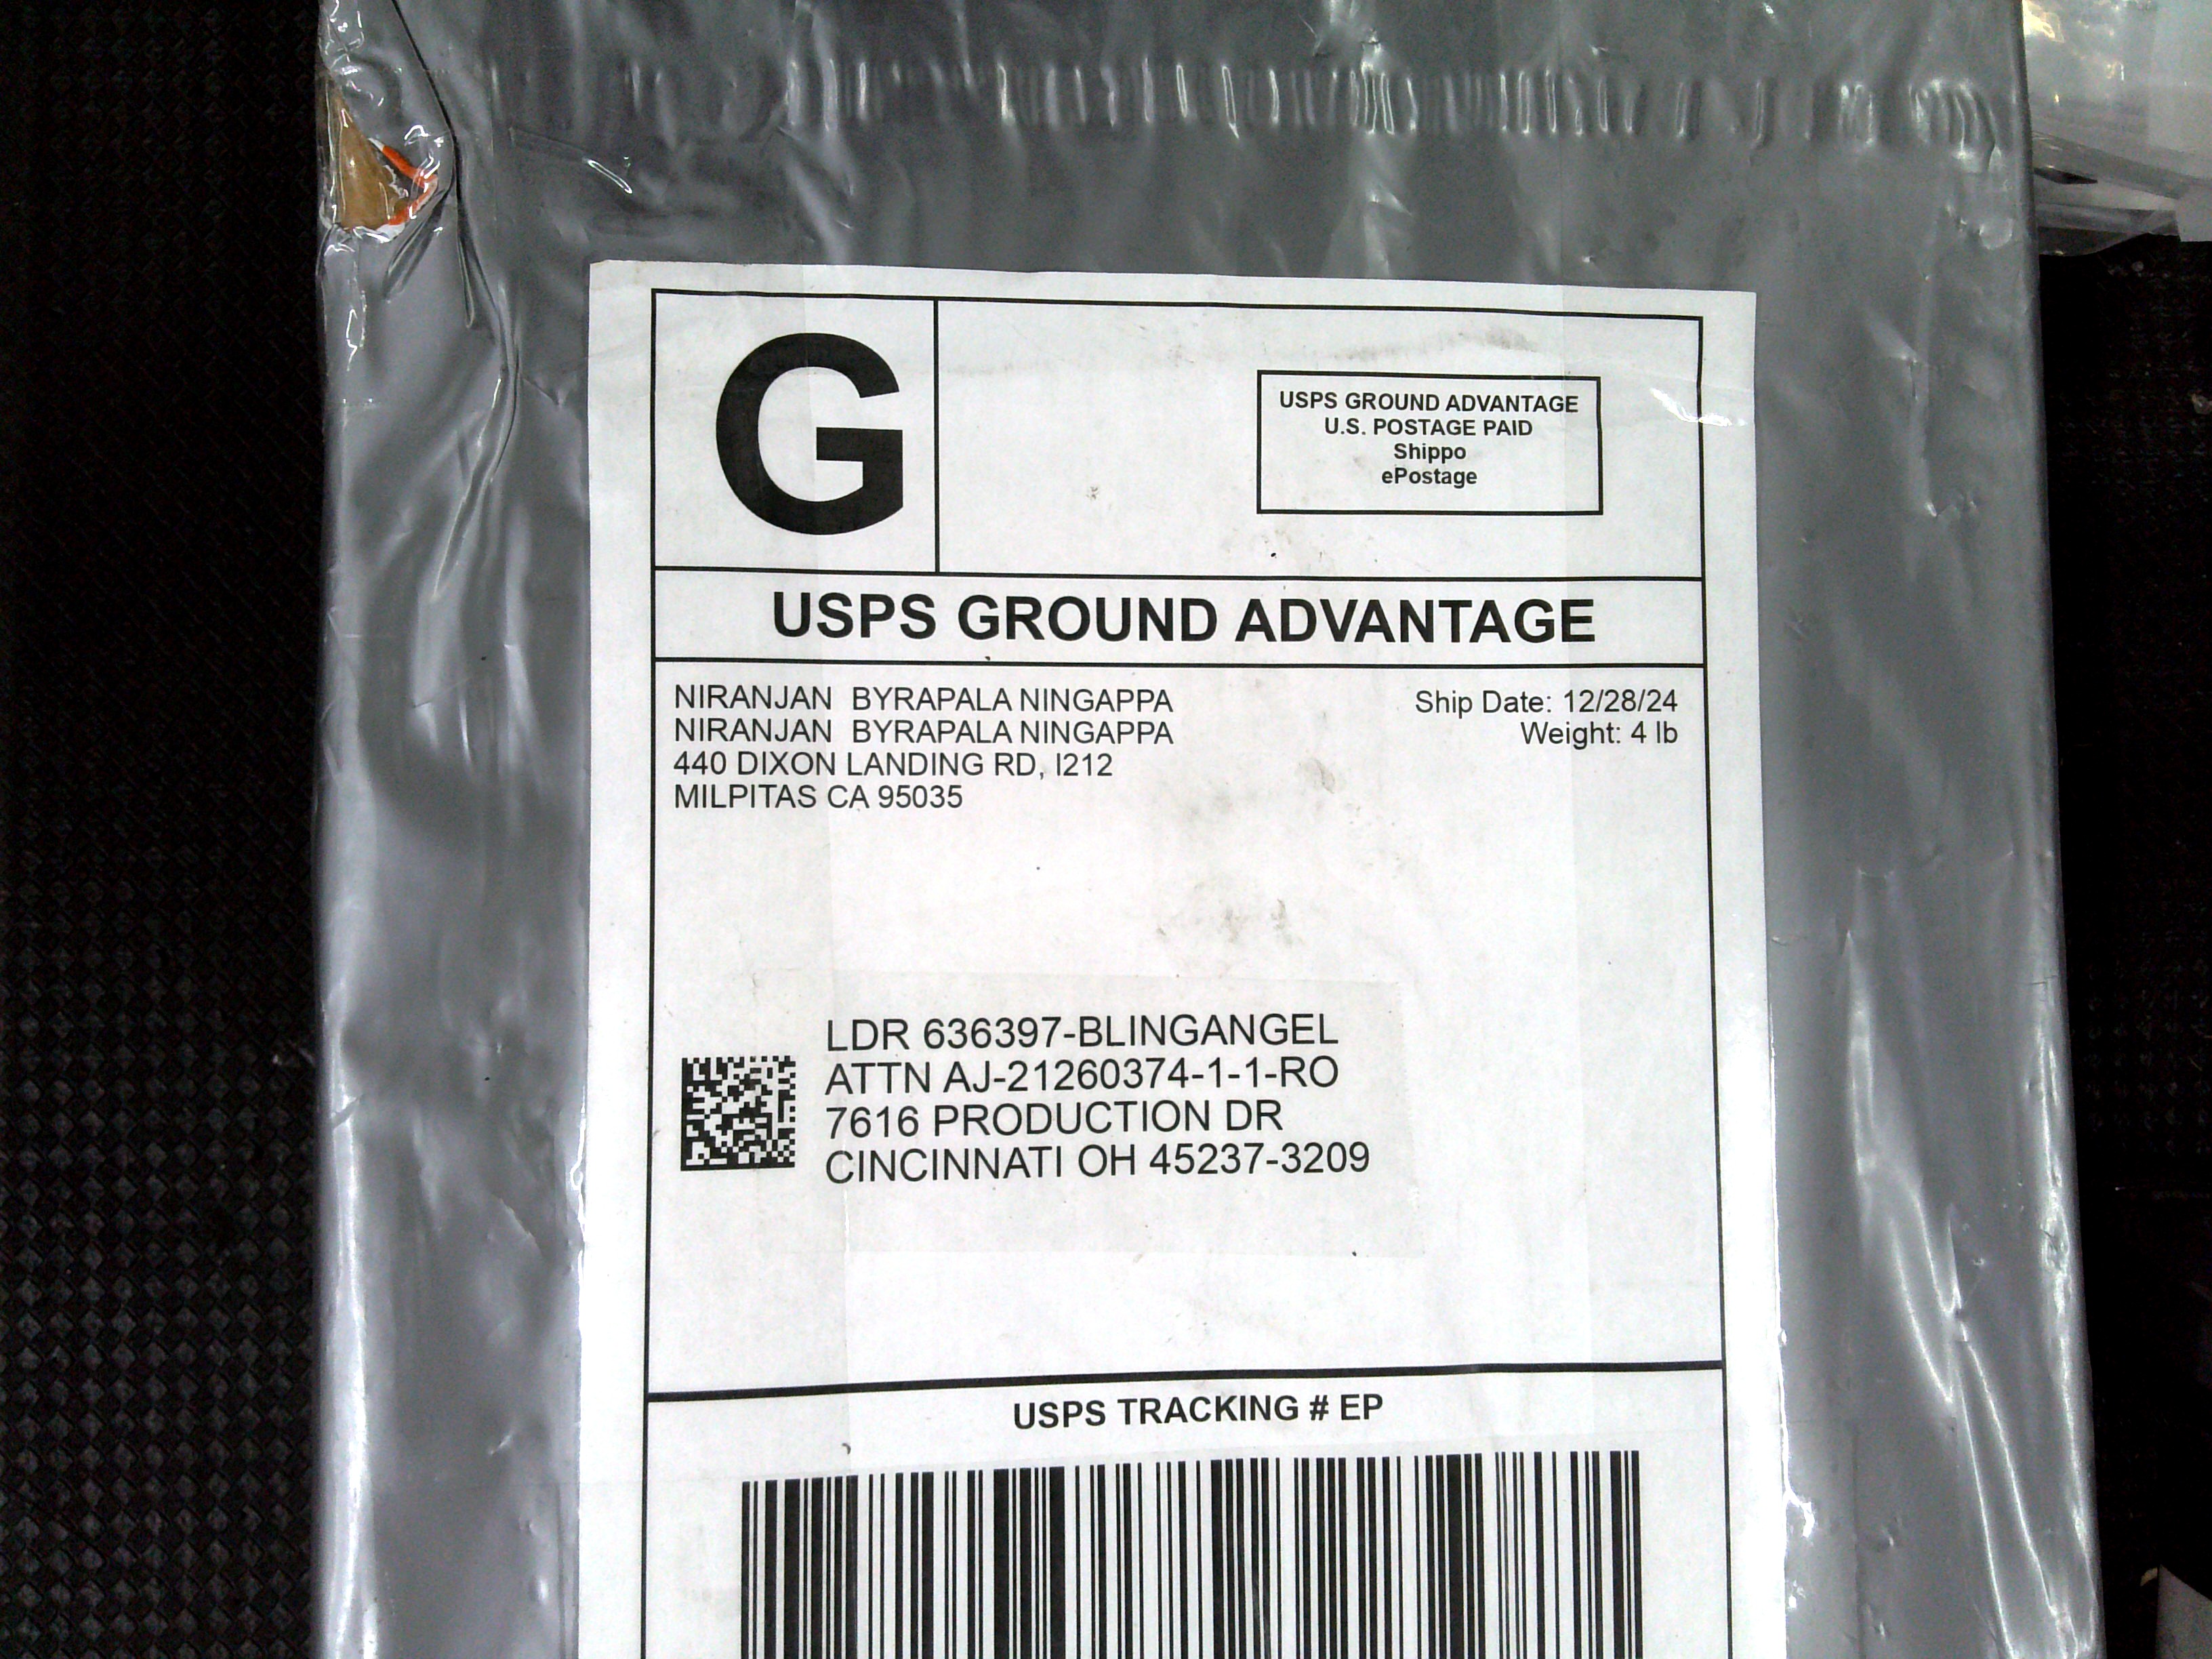 G
USPS GROUND ADVANTAGE
U.S. POSTAGE PAID
Shippo
ePostage
USPS GROUND ADVANTAGE
NIRANJAN BYRAPALA NINGAPPA
NIRANJAN BYRAPALA NINGAPPA
440 DIXON LANDING RD, I212
MILPITAS CA 95035
Ship Date: 12/28/24
Weight: 4 lb
LDR 636397-BLINGANGEL
ATTN AJ-21260374-1-1-RO
7616 PRODUCTION DR
CINCINNATI OH 45237-3209
USPS TRACKING # EP